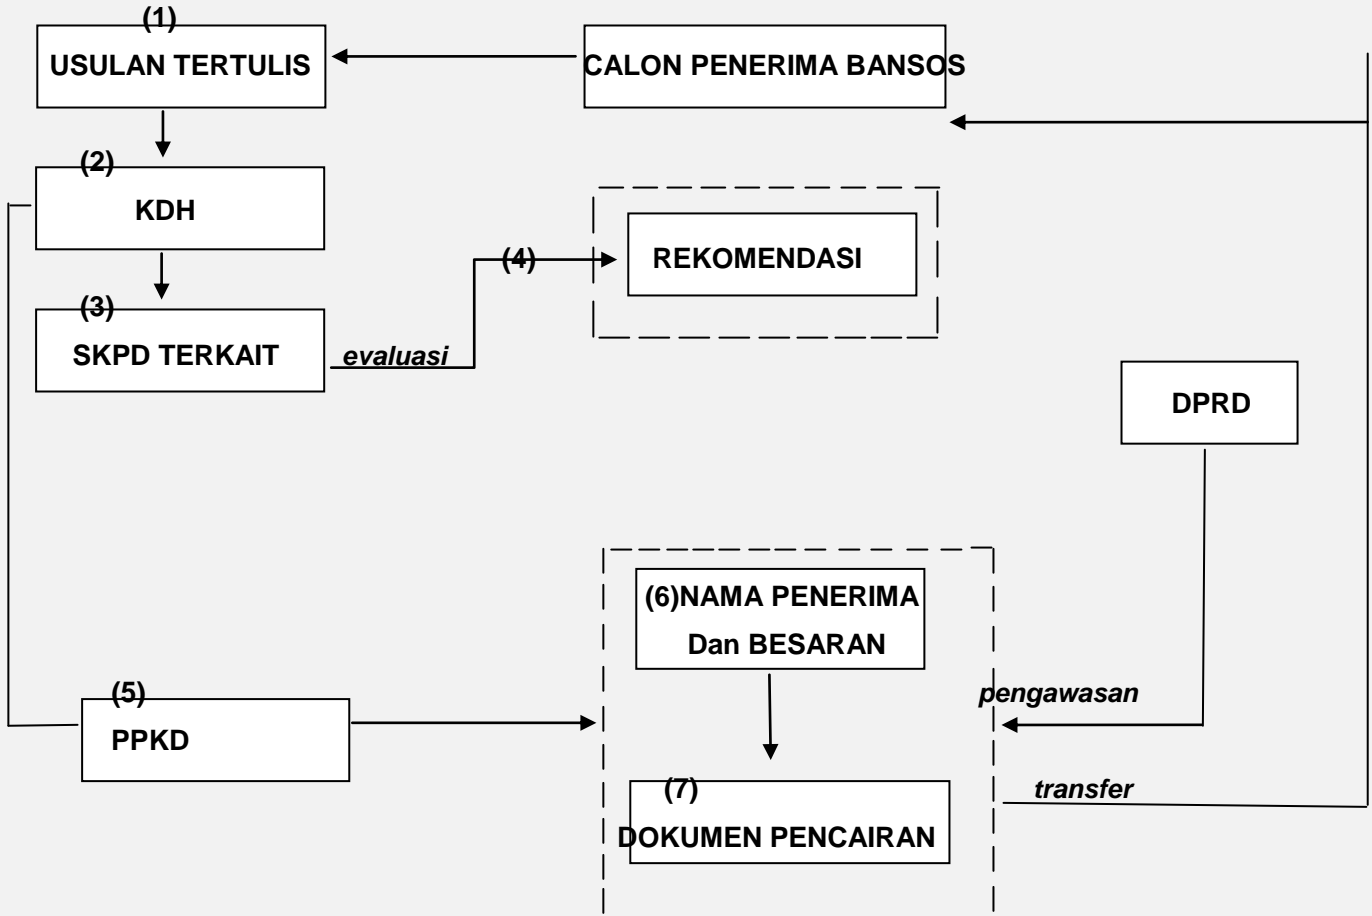 (1)
USULAN TERTULIS
CALON PENERIMA BANSOS
(2)
KDH
(4)
REKOMENDASI
(3)
SKPD TERKAIT
evaluasi
DPRD
(6)NAMA PENERIMA
Dan BESARAN
(5)
PPKD
pengawasan
(7)
DOKUMEN PENCAIRAN
transfer